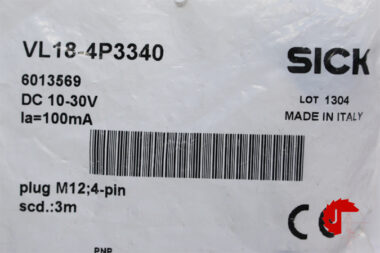 VL18-4P3340
SICK
6013569
DC 10-30V
Ia=100mA
LOT 1304
MADE IN ITALY
plug M12;4-pin
scd.:3m
CE
PNP